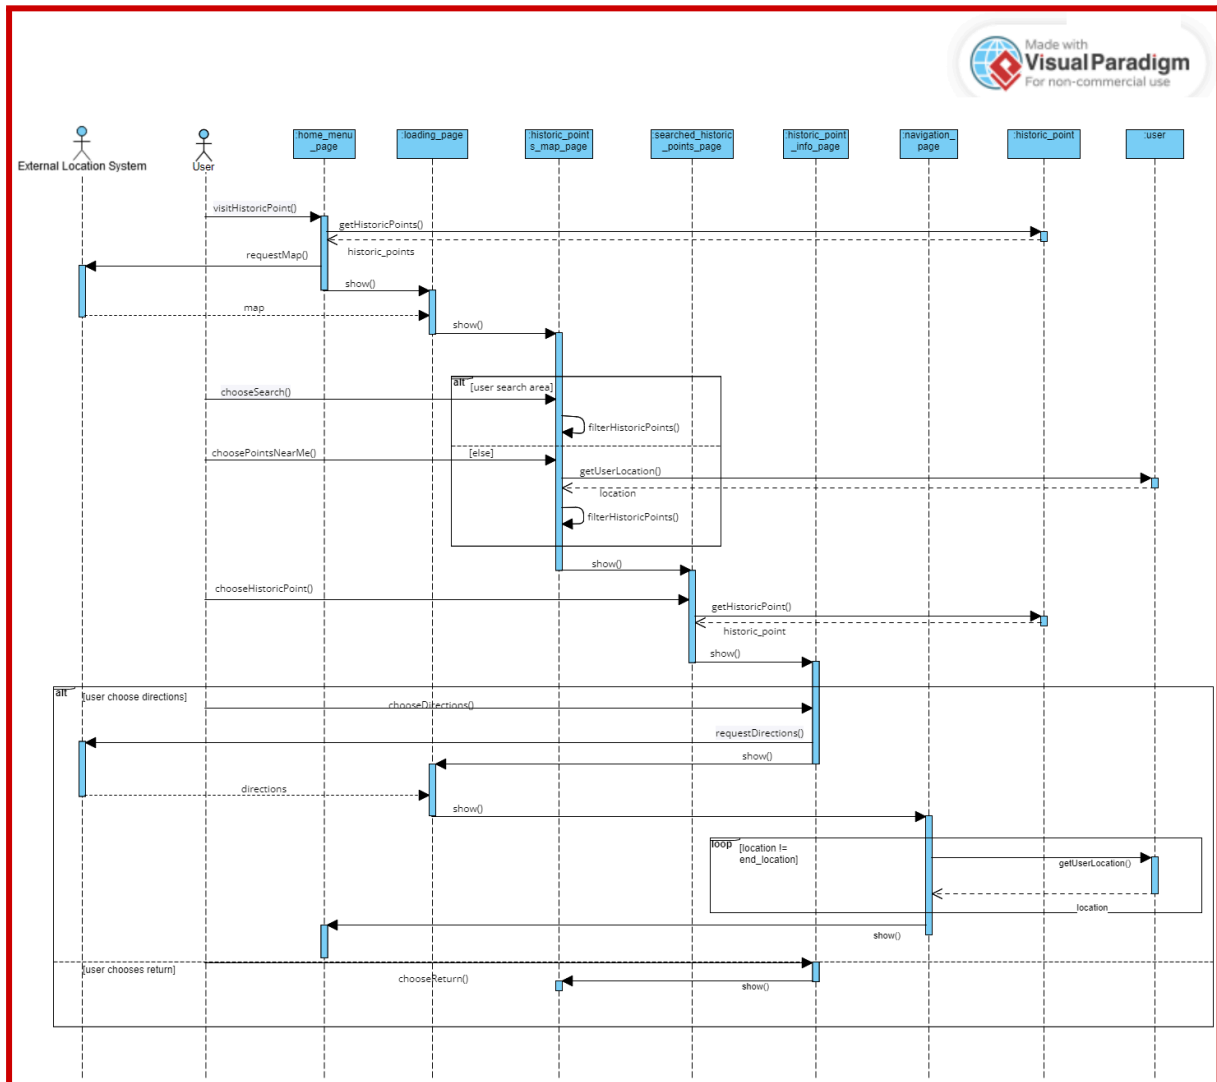 Made with
Visual Paradigm
For non-commercial use
External Location System
User
:home_menu
_page
:loading_page
:historic_point
s_map_page
:searched_historic
_points_page
:historic_point
_info_page
:navigation_
page
:historic_point
:user
visitHistoricPoint()
getHistoricPoints()
historic_points
requestMap()
show()
map
show()
alt
[user search area]
chooseSearch()
filterHistoricPoints()
choosePointsNearMe()
[else]
getUserLocation()
location
filterHistoricPoints()
show()
chooseHistoricPoint()
getHistoricPoint()
historic_point
show()
alt
[user choose directions]
chooseDirections()
requestDirections()
show()
directions
show()
loop
[location !=
end_location]
getUserLocation()
location
show()
[user chooses return]
chooseReturn()
show()